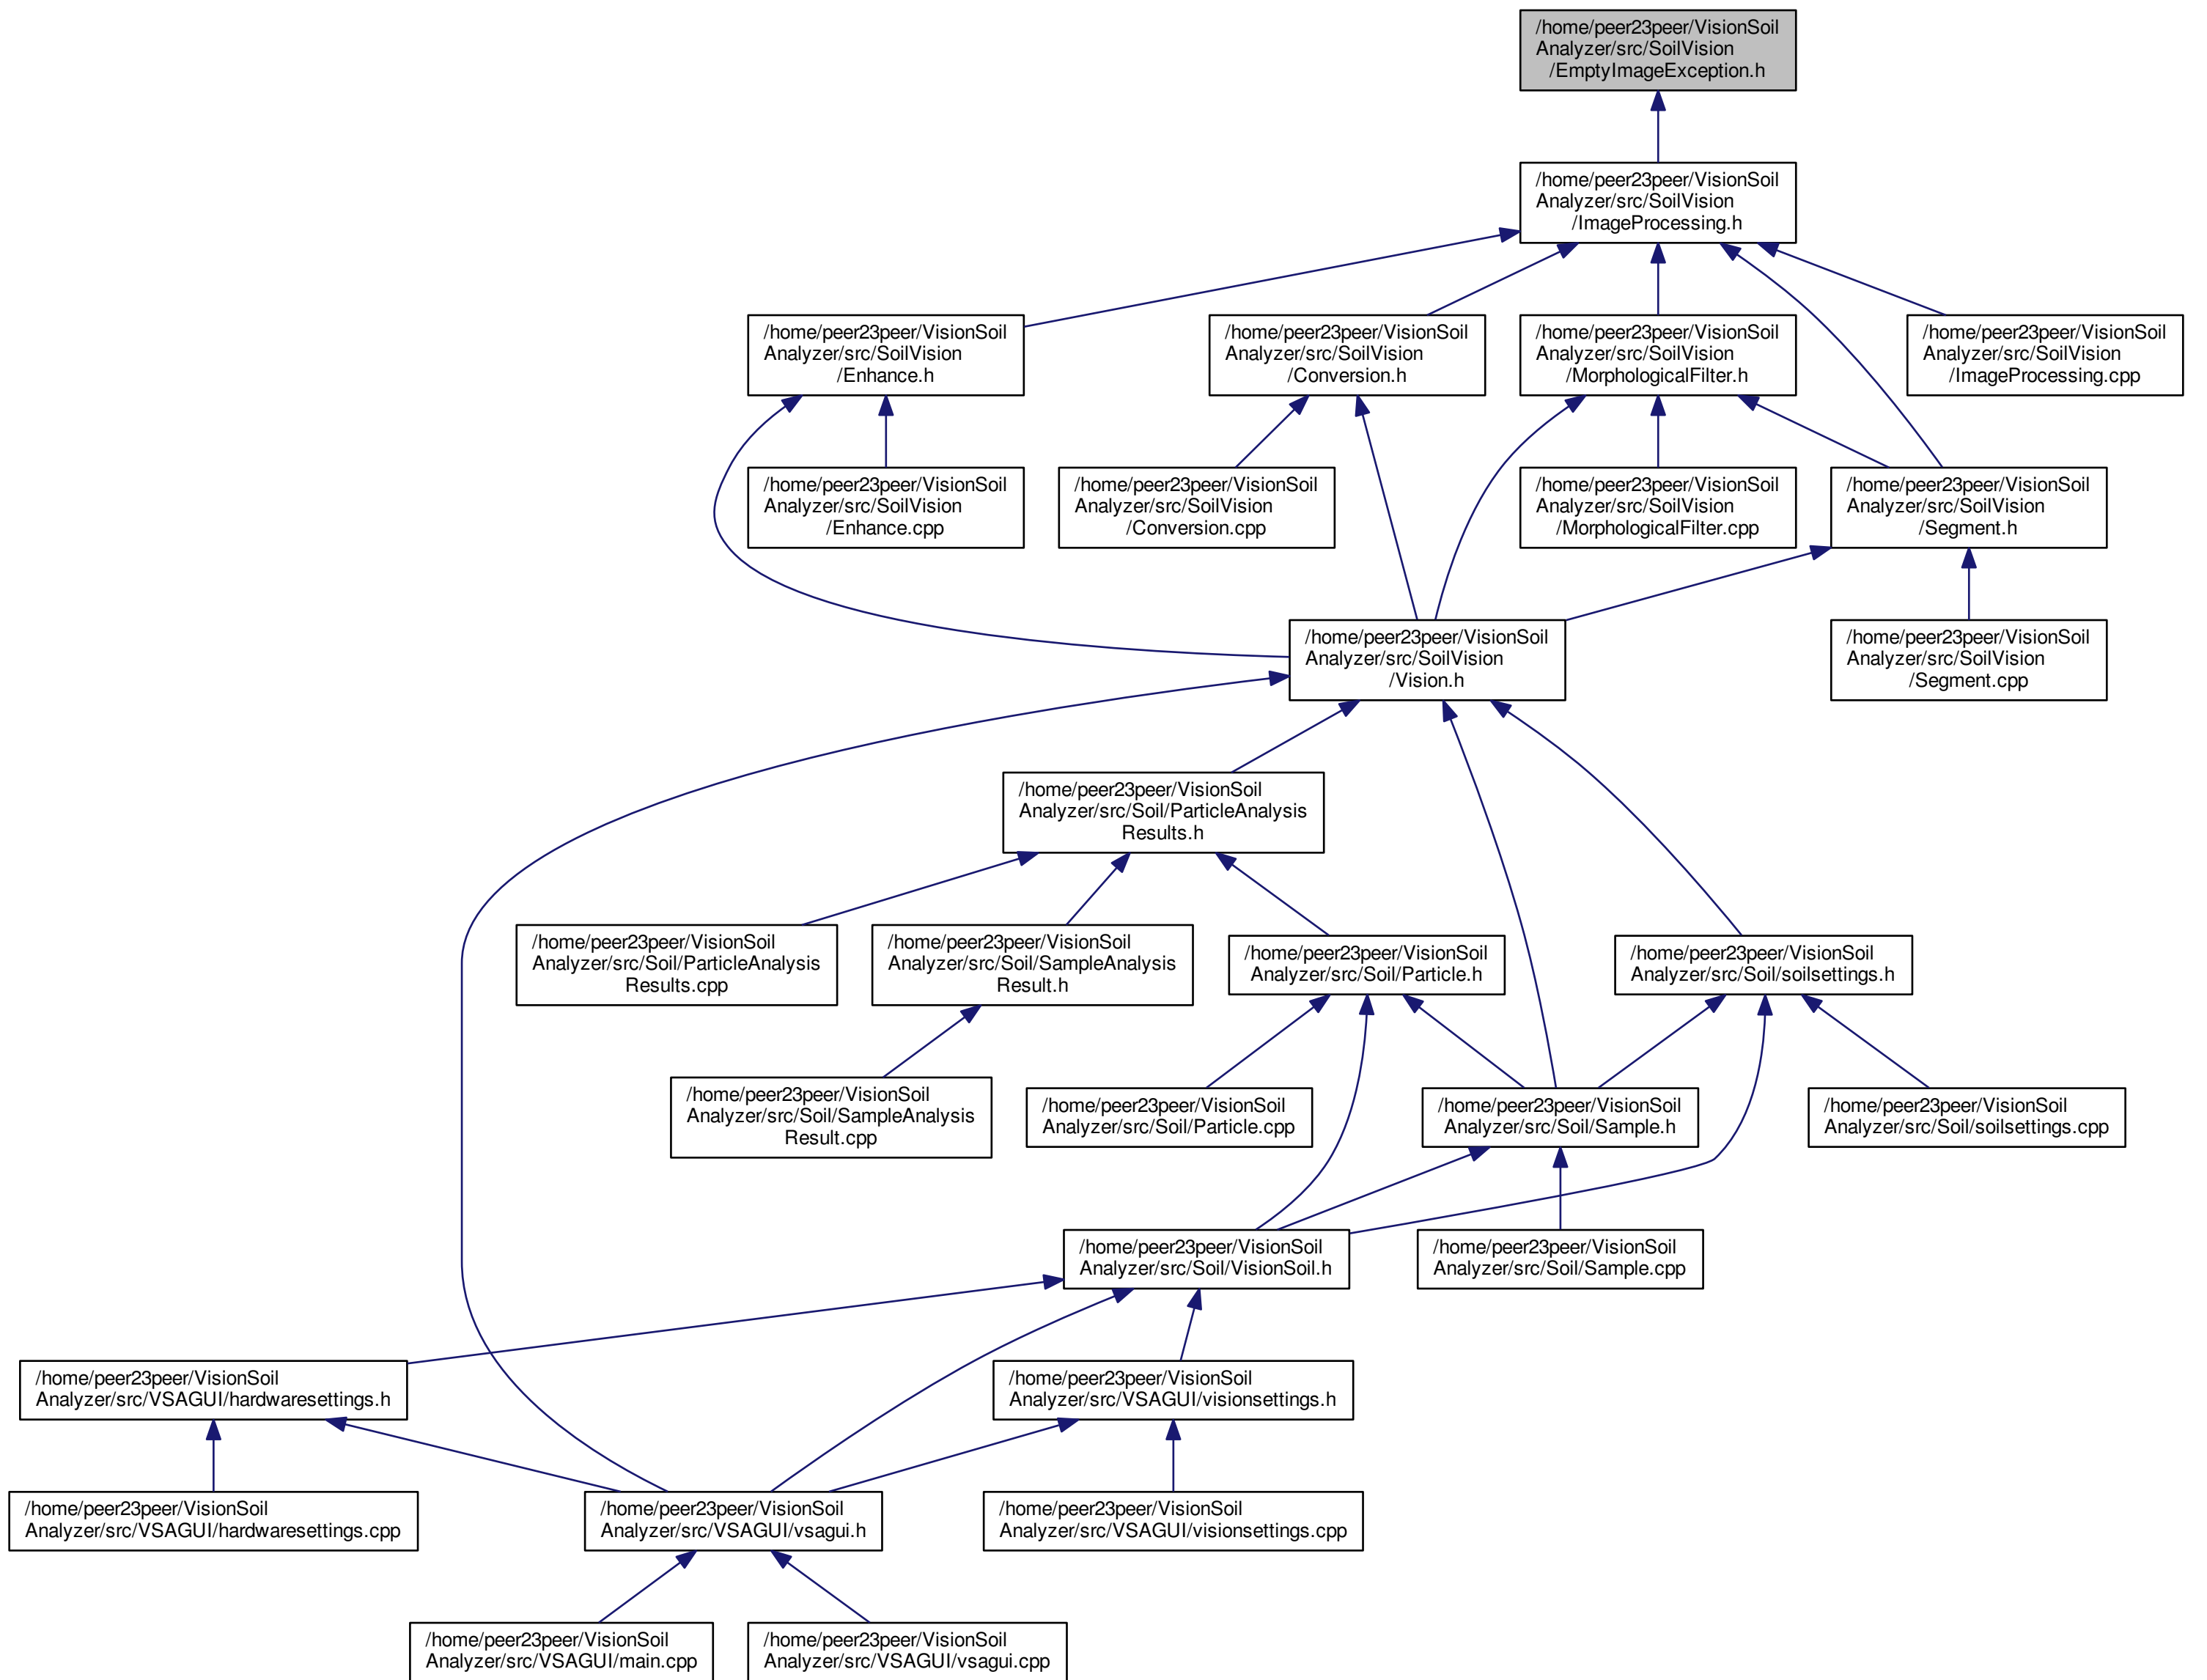 /home/peer23peer/VisionSoil
Analyzer/src/SoilVision
/EmptyImageException.h
/home/peer23peer/VisionSoil
Analyzer/src/SoilVision
/ImageProcessing.h
/home/peer23peer/VisionSoil
Analyzer/src/SoilVision
/Enhance.h
/home/peer23peer/VisionSoil
Analyzer/src/SoilVision
/Conversion.h
/home/peer23peer/VisionSoil
Analyzer/src/SoilVision
/MorphologicalFilter.h
/home/peer23peer/VisionSoil
Analyzer/src/SoilVision
/ImageProcessing.cpp
/home/peer23peer/VisionSoil
Analyzer/src/SoilVision
/Enhance.cpp
/home/peer23peer/VisionSoil
Analyzer/src/SoilVision
/Conversion.cpp
/home/peer23peer/VisionSoil
Analyzer/src/SoilVision
/MorphologicalFilter.cpp
/home/peer23peer/VisionSoil
Analyzer/src/SoilVision
/Segment.h
/home/peer23peer/VisionSoil
Analyzer/src/SoilVision
/Vision.h
/home/peer23peer/VisionSoil
Analyzer/src/SoilVision
/Segment.cpp
/home/peer23peer/VisionSoil
Analyzer/src/Soil/ParticleAnalysis
Results.h
/home/peer23peer/VisionSoil
Analyzer/src/Soil/ParticleAnalysis
Results.cpp
/home/peer23peer/VisionSoil
Analyzer/src/Soil/SampleAnalysis
Result.h
/home/peer23peer/VisionSoil
Analyzer/src/Soil/Particle.h
/home/peer23peer/VisionSoil
Analyzer/src/Soil/soilsettings.h
/home/peer23peer/VisionSoil
Analyzer/src/Soil/SampleAnalysis
Result.cpp
/home/peer23peer/VisionSoil
Analyzer/src/Soil/Particle.cpp
/home/peer23peer/VisionSoil
Analyzer/src/Soil/Sample.h
/home/peer23peer/VisionSoil
Analyzer/src/Soil/soilsettings.cpp
/home/peer23peer/VisionSoil
Analyzer/src/Soil/VisionSoil.h
/home/peer23peer/VisionSoil
Analyzer/src/Soil/Sample.cpp
/home/peer23peer/VisionSoil
Analyzer/src/VSAGUI/hardwaresettings.h
/home/peer23peer/VisionSoil
Analyzer/src/VSAGUI/visionsettings.h
/home/peer23peer/VisionSoil
Analyzer/src/VSAGUI/hardwaresettings.cpp
/home/peer23peer/VisionSoil
Analyzer/src/VSAGUI/vsagui.h
/home/peer23peer/VisionSoil
Analyzer/src/VSAGUI/visionsettings.cpp
/home/peer23peer/VisionSoil
Analyzer/src/VSAGUI/main.cpp
/home/peer23peer/VisionSoil
Analyzer/src/VSAGUI/vsagui.cpp